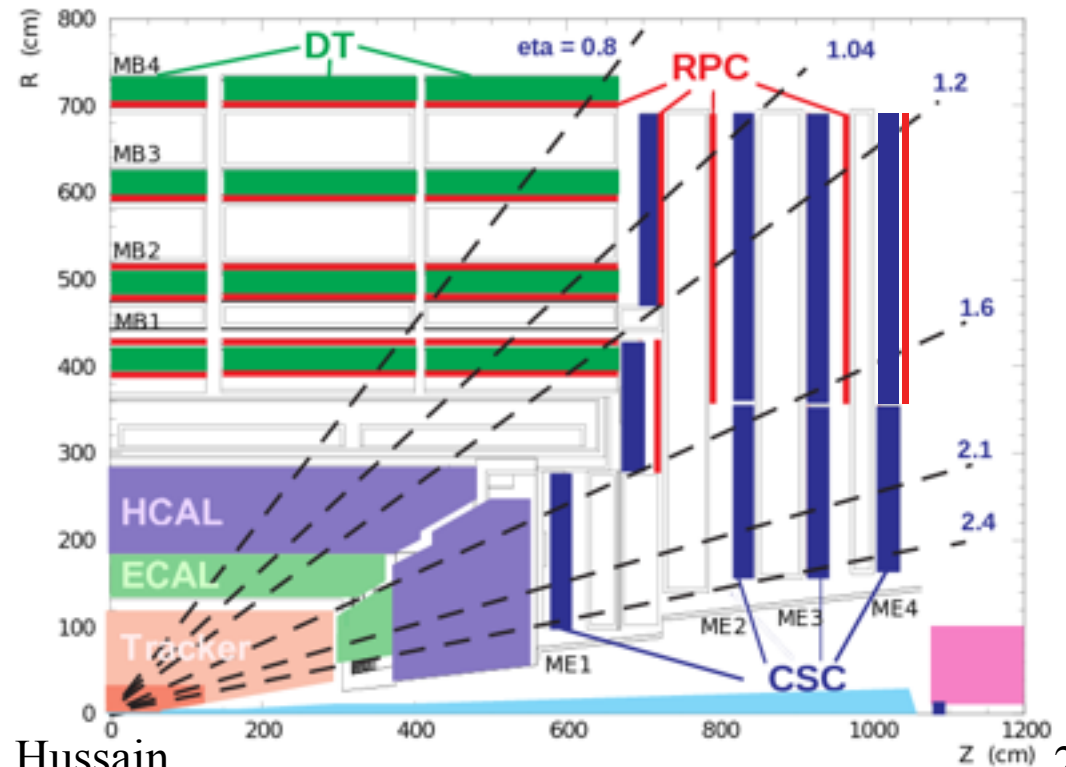 800
R (cm)
DT
eta = 0.8
1.04
MB4
RPC
1.2
700
MB3
600
MB2
500
1.6
MB1
400
2.1
300
HCAL
2.4
200
ECAL
ME4
ME3
100
ME2
Tracker
ME1
CSC
0
0 200 400 600 800 1000 1200
Hussain
Z (cm)